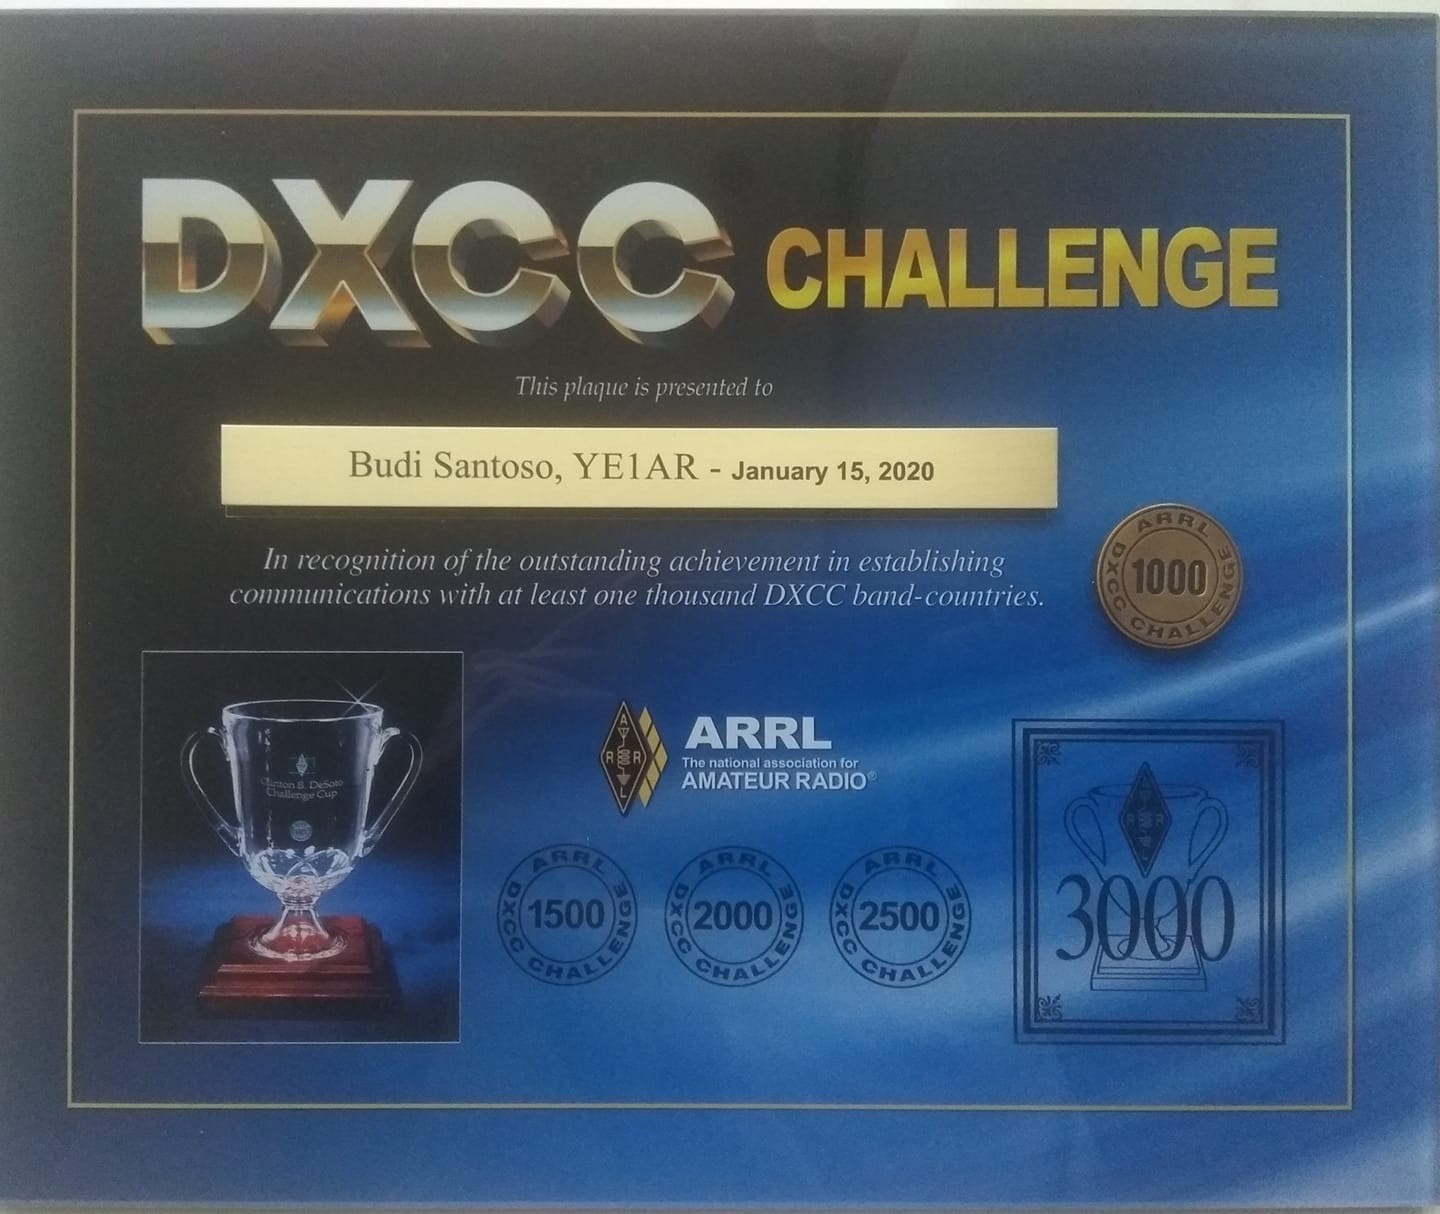 DXCC CHALLENGE
This plaque is presented to
Budi Santoso, YE1AR - January 15, 2020
In recognition of the outstanding achievement in establishing
communications with at least one thousand DXCC band-countries.
ARRL
1000
DXCC CHALLENGE
Clinton B. DeSoto
Challenge Cup
A
R R
L
ARRL
The national association for
AMATEUR RADIO®
ARRL
1500
DXCC CHALLENGE
ARRL
2000
DXCC CHALLENGE
ARRL
2500
DXCC CHALLENGE
R R
3000